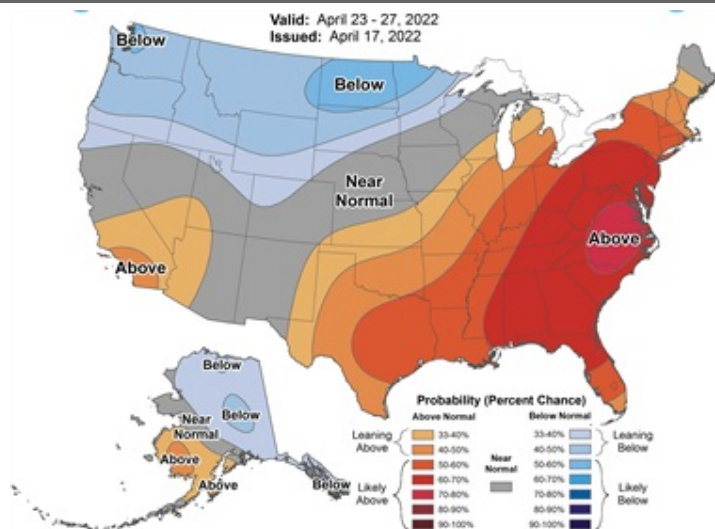 Valid: April 23 - 27, 2022
Issued: April 17, 2022
Below
Below
Near
Normal
Above
Above
Below
Below
Near
Normal
Above
Above
Below
Probability (Percent Chance)
Above Normal
Below Normal
Leaning
Above
33-40%
40-50%
50-60%
60-70%
70-80%
80-90%
90-100%
Likely
Above
Near
Normal
33-40%
40-50%
50-60%
60-70%
70-80%
80-90%
90-100%
Leaning
Below
Likely
Below